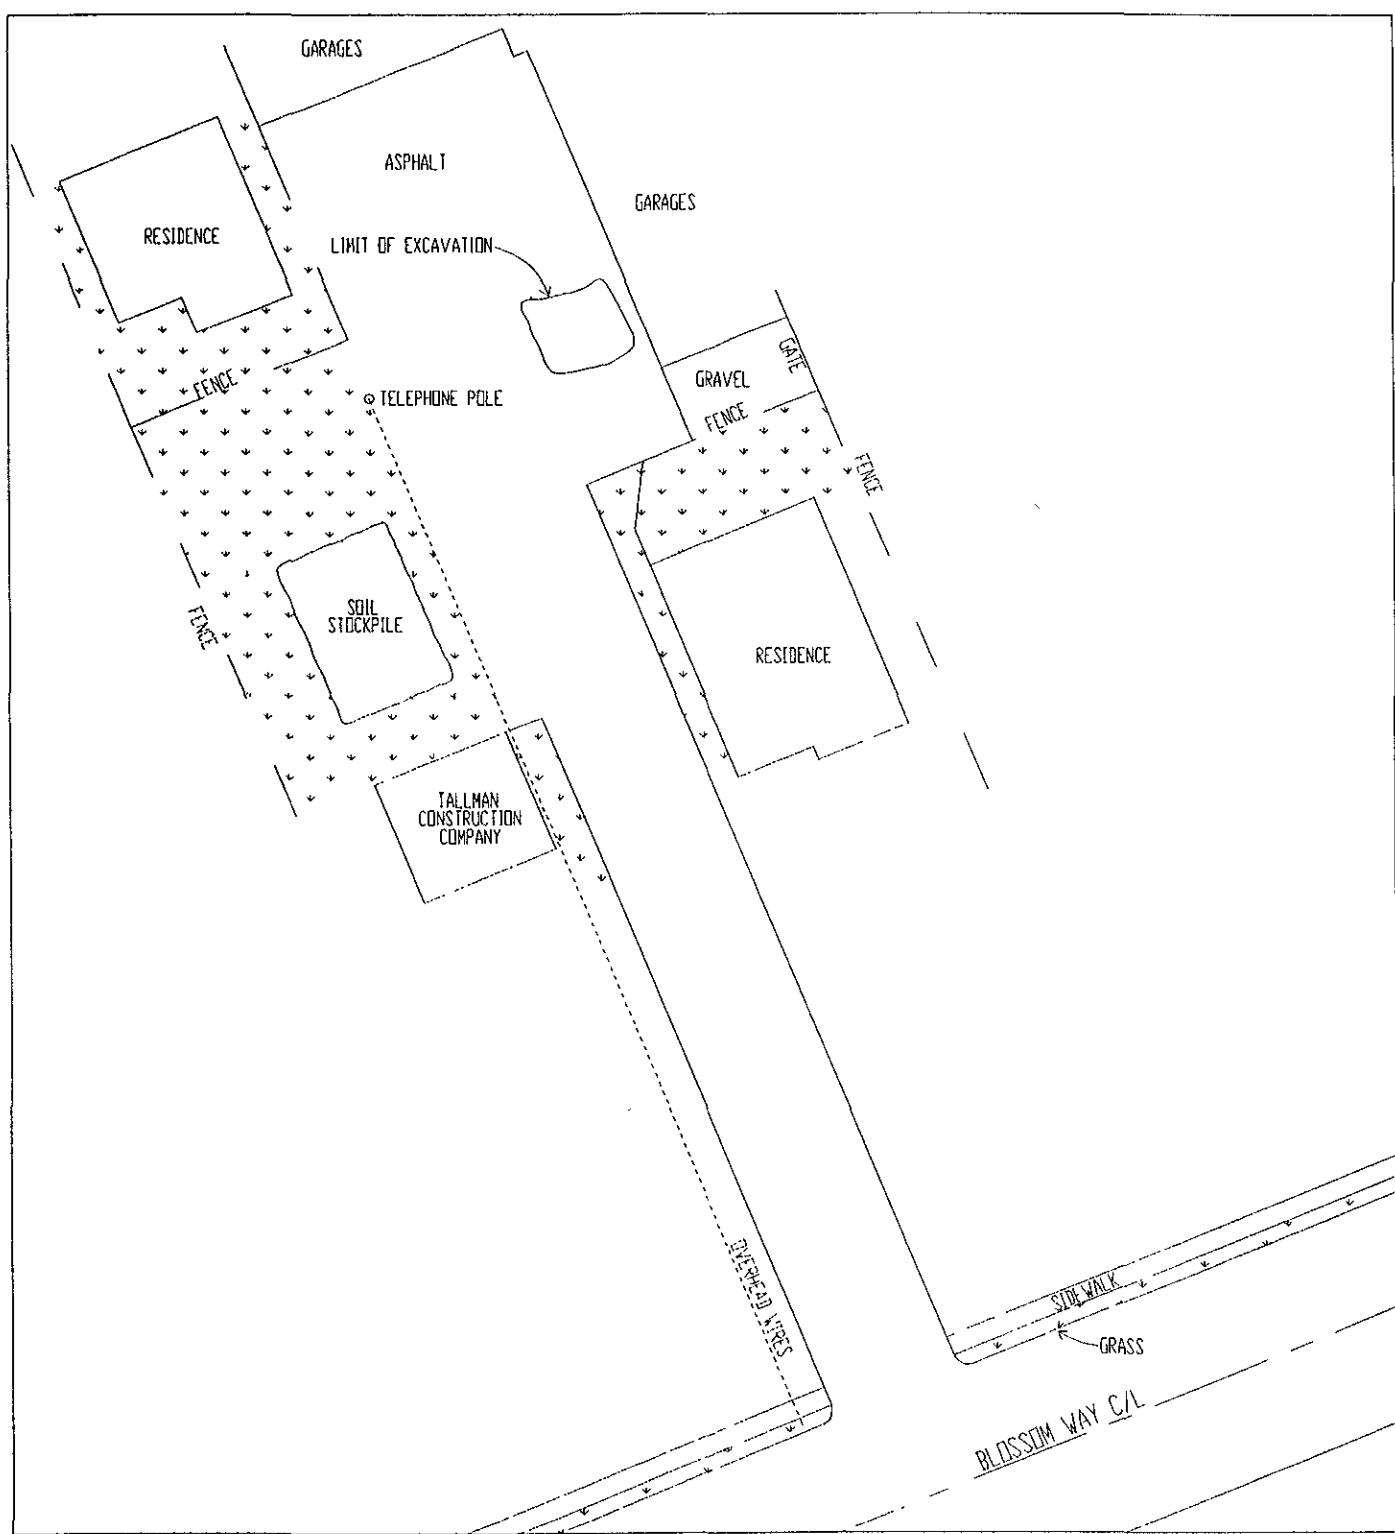 GARAGES
ASPHALT
GARAGES
RESIDENCE
LIMIT OF EXCAVATION
GATE
GRAVEL
FENCE
TELEPHONE POLE
FENCE
FENCE
SOIL
STOCKPILE
FENCE
RESIDENCE
TALLMAN
CONSTRUCTION
COMPANY
OVERHEAD WIRES
SIDEWALK
GRASS
BLOSSOM WAY C/L